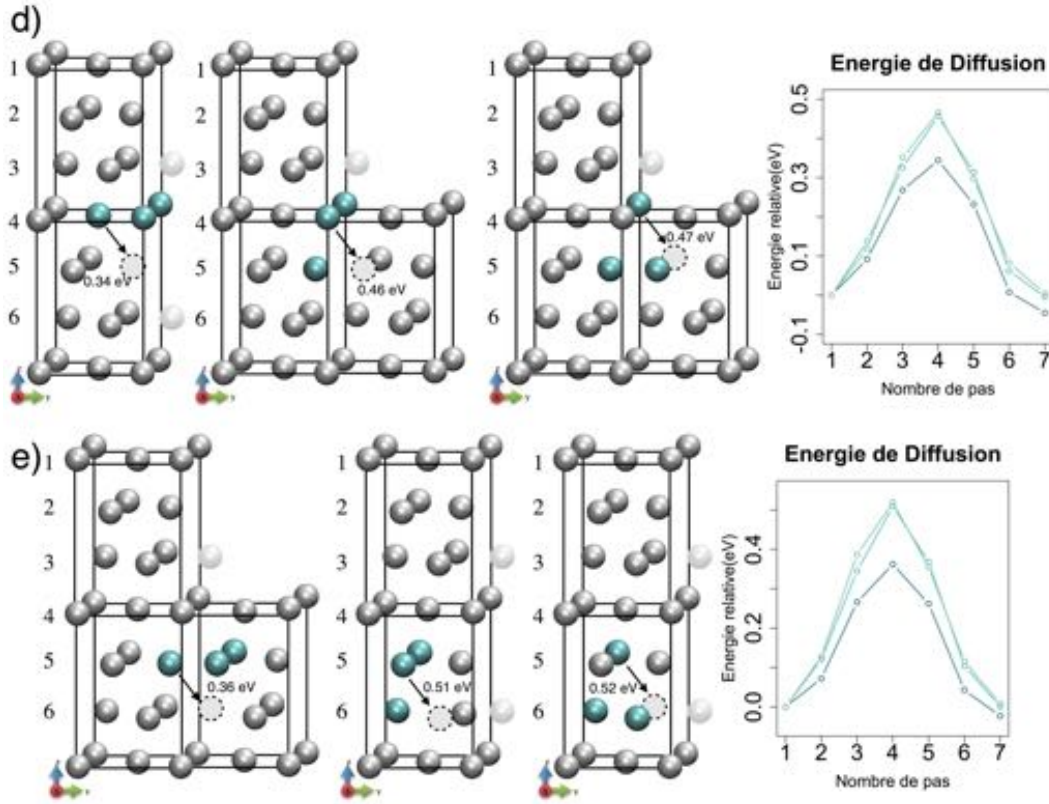 d)
1
2
3
4
5
6
0.34 eV
1
2
3
4
5
6
0.46 eV
1
2
3
4
5
6
0.47 eV
Energie de Diffusion
Energie relative(eV)
0.5
0.3
0.1
-0.1
1 2 3 4 5 6 7
Nombre de pas
e)
1
2
3
4
5
6
0.36 eV
1
2
3
4
5
6
0.51 eV
1
2
3
4
5
6
0.52 eV
Energie de Diffusion
Energie relative(eV)
0.4
0.2
0.0
1 2 3 4 5 6 7
Nombre de pas